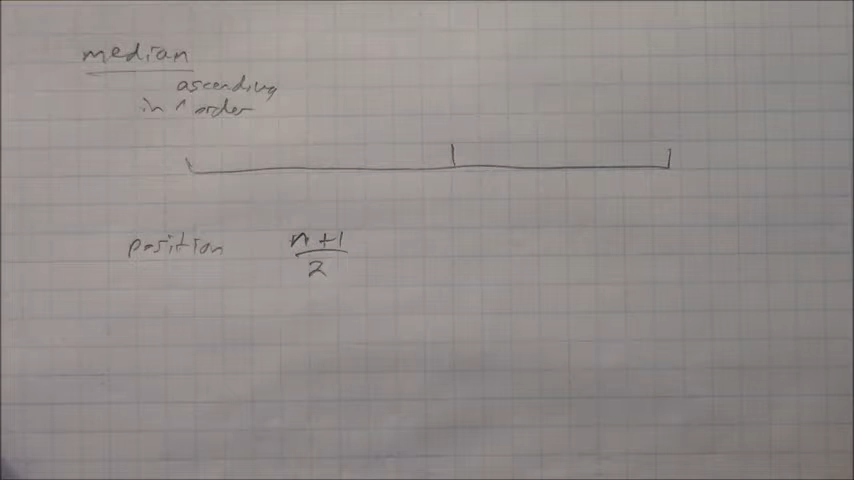 median
ascending
in ^ order
position n+1
2